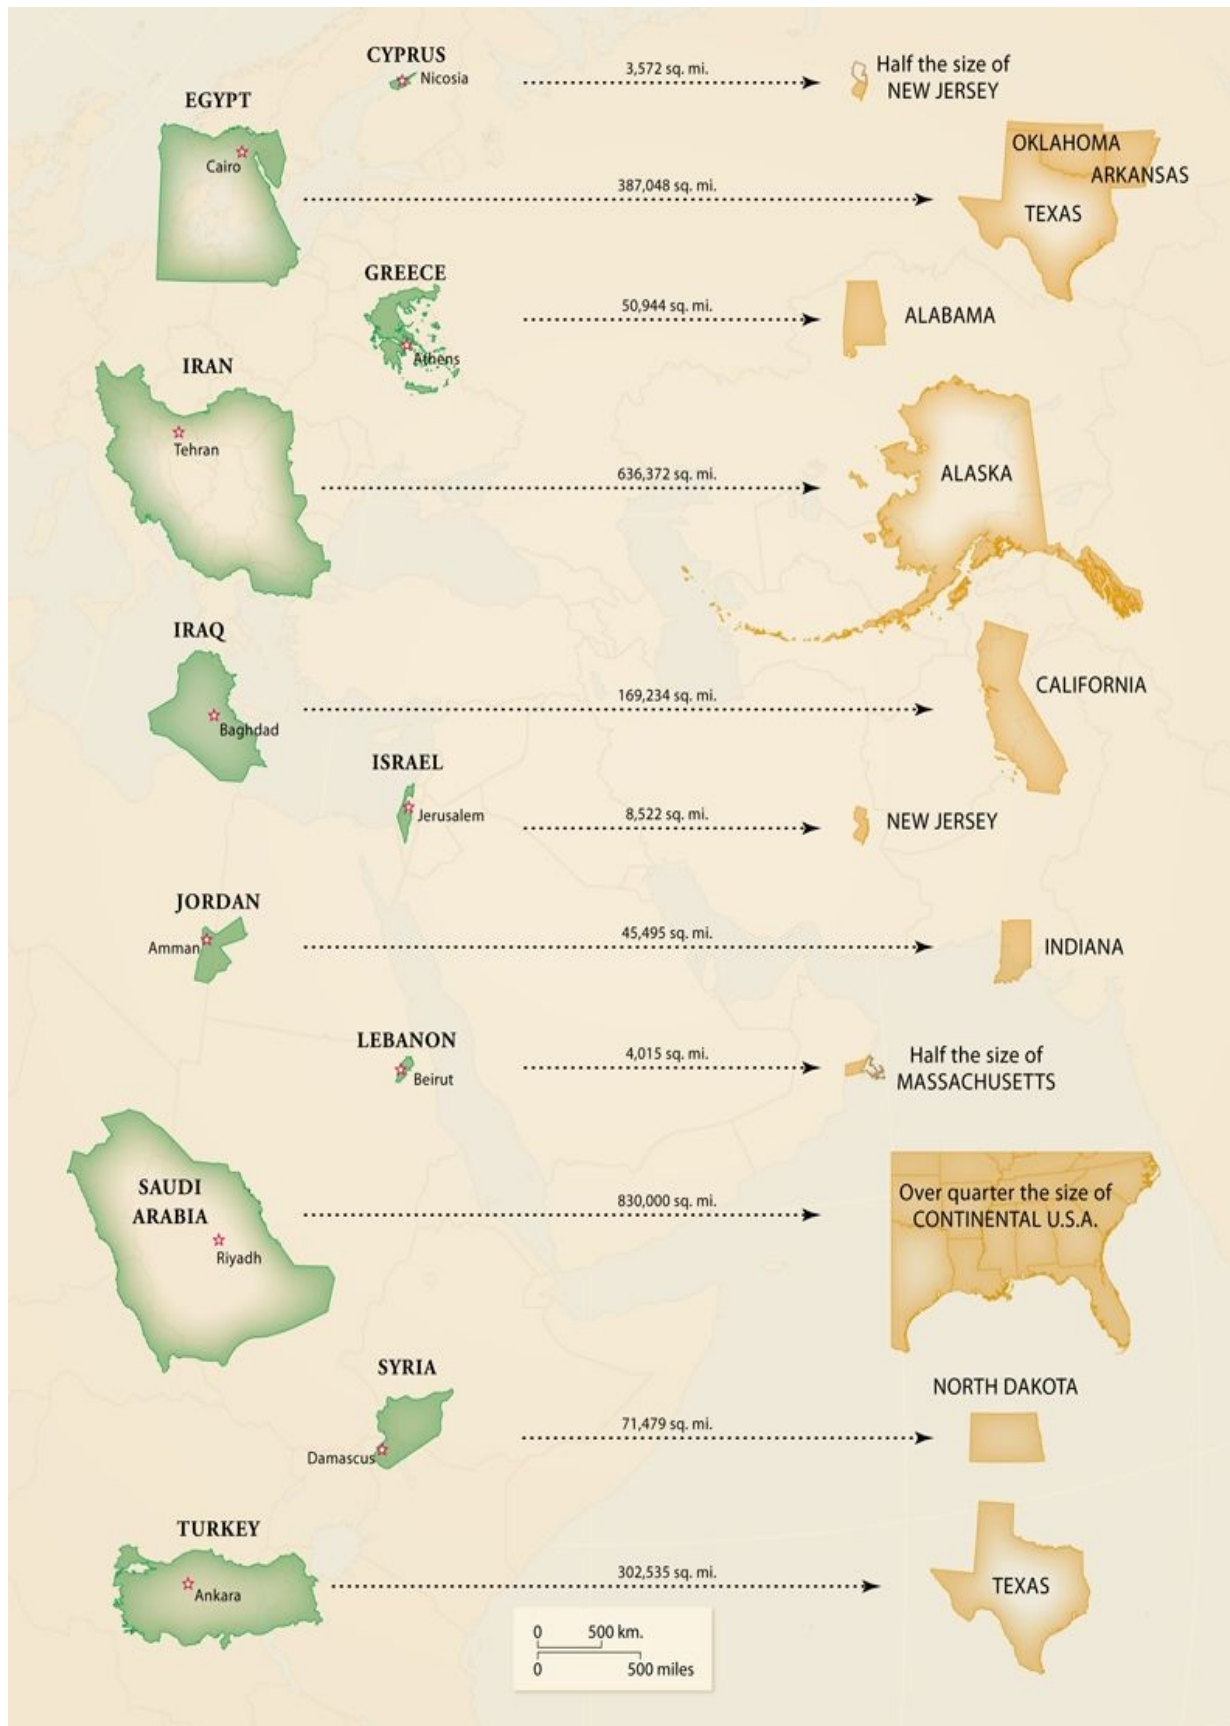 CYPRUS
Nicosia
3,572 sq. mi.
Half the size of
NEW JERSEY
EGYPT
Cairo
387,048 sq. mi.
OKLAHOMA
ARKANSAS
TEXAS
GREECE
Athens
50,944 sq. mi.
ALABAMA
IRAN
Tehran
636,372 sq. mi.
ALASKA
IRAQ
Baghdad
169,234 sq. mi.
CALIFORNIA
ISRAEL
Jerusalem
8,522 sq. mi.
NEW JERSEY
JORDAN
Amman
45,495 sq. mi.
INDIANA
LEBANON
Beirut
4,015 sq. mi.
Half the size of
MASSACHUSETTS
SAUDI
ARABIA
Riyadh
830,000 sq. mi.
Over quarter the size of
CONTINENTAL U.S.A.
SYRIA
Damascus
71,479 sq. mi.
NORTH DAKOTA
TURKEY
Ankara
302,535 sq. mi.
TEXAS
0 500 km.
0 500 miles